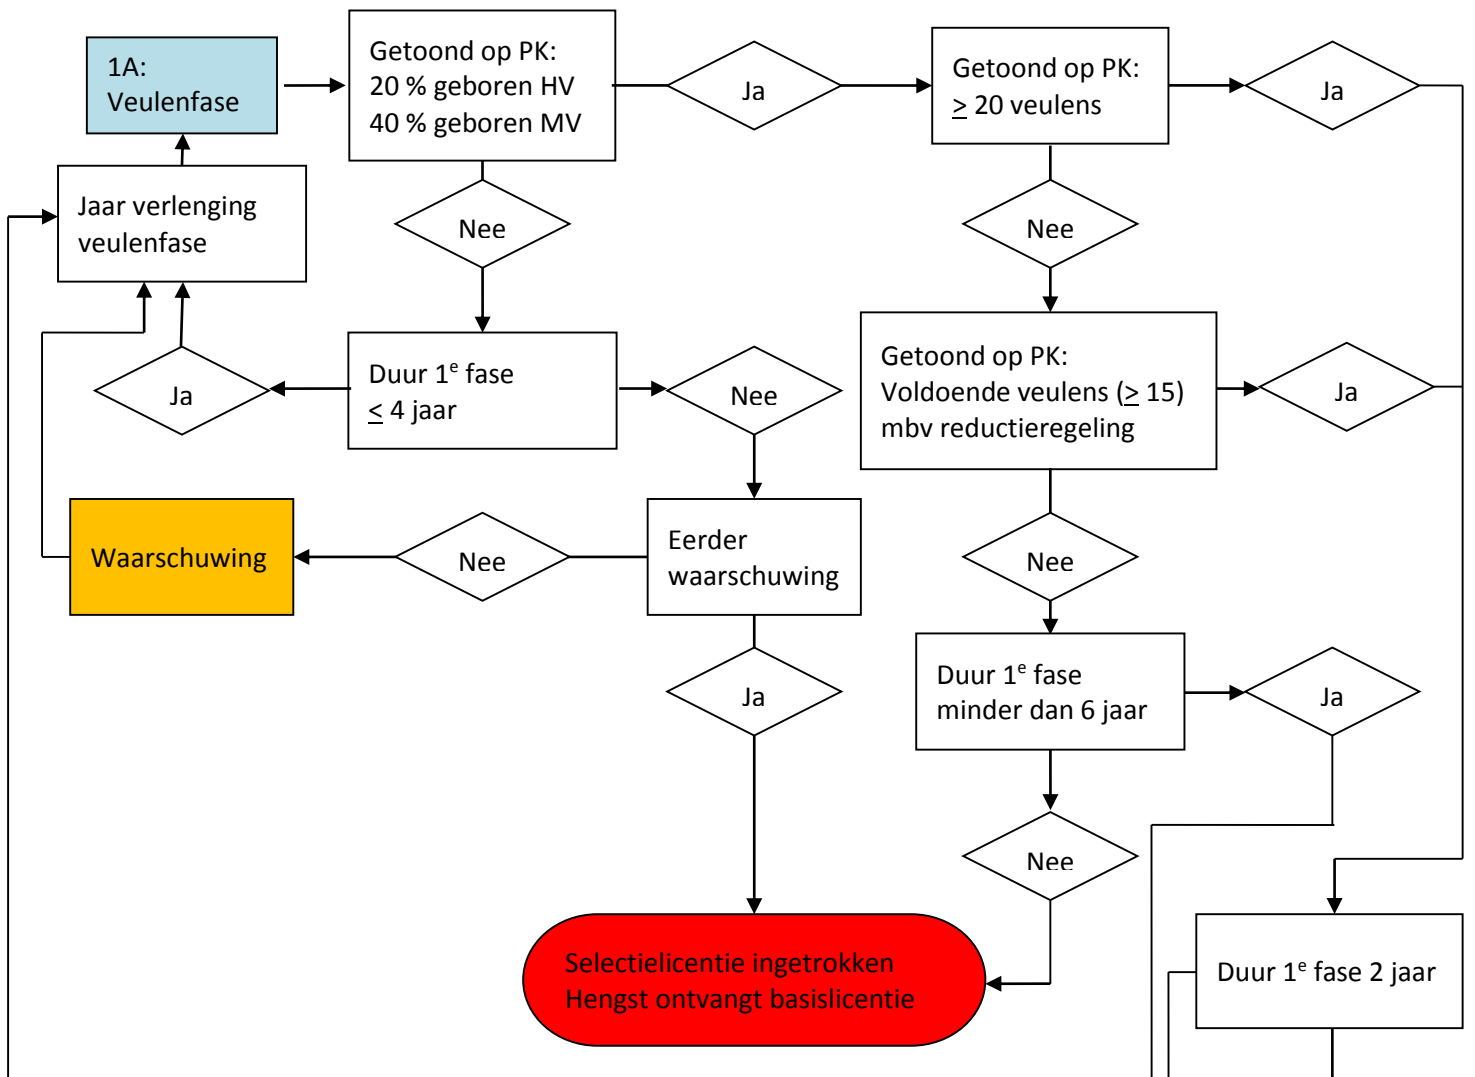 1A:
Veulenfase
Getoond op PK:
20 % geboren HV
40 % geboren MV
Ja
Getoond op PK:
≥ 20 veulens
Ja
Jaar verlenging
veulenfase
Nee
Nee
Ja
Duur 1e fase
≤ 4 jaar
Nee
Getoond op PK:
Voldoende veulens (≥ 15)
mbv reductieregeling
Ja
Waarschuwing
Nee
Eerder
waarschuwing
Nee
Ja
Duur 1e fase
minder dan 6 jaar
Ja
Nee
Selectielicentie ingetrokken
Hengst ontvangt basislicentie
Duur 1e fase 2 jaar